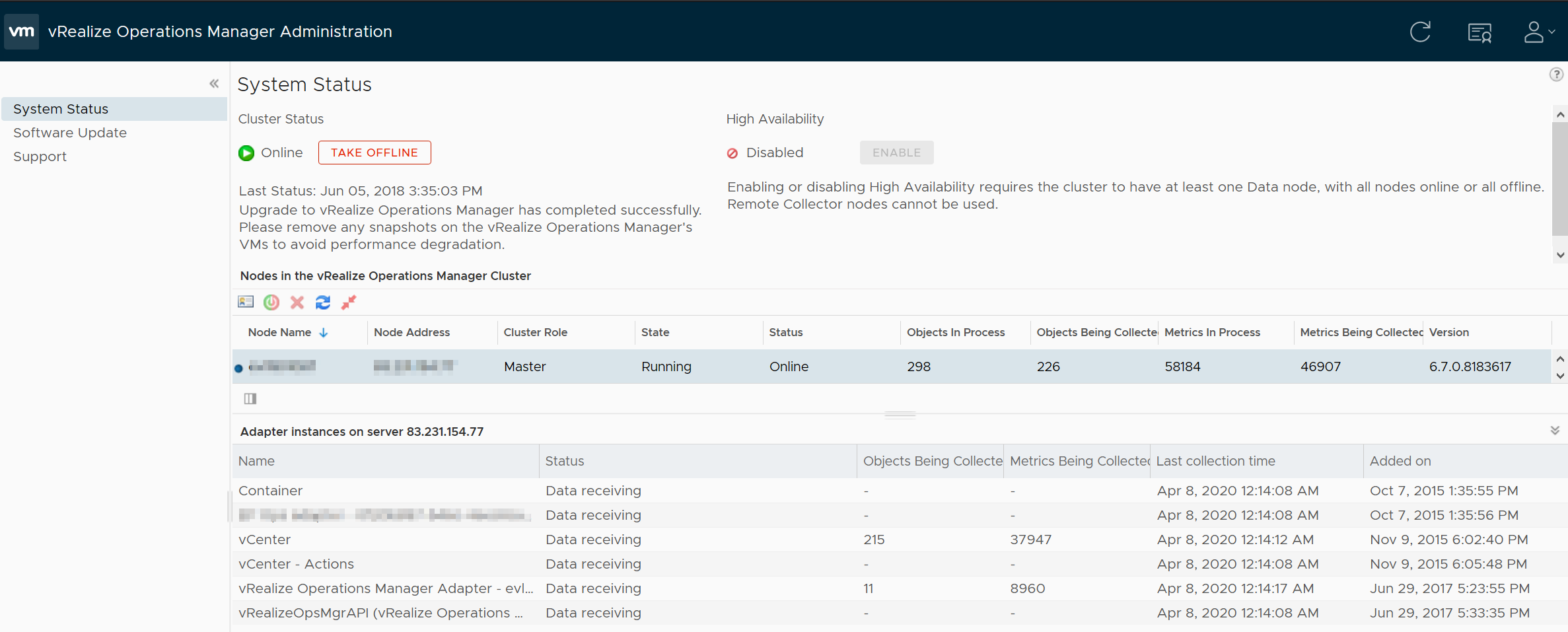 vm vRealize Operations Manager Administration
System Status
Software Update
Support
System Status
Cluster Status
Online TAKE OFFLINE
Last Status: Jun 05, 2018 3:35:03 PM
Upgrade to vRealize Operations Manager has completed successfully.
Please remove any snapshots on the vRealize Operations Manager's
VMs to avoid performance degradation.
High Availability
Disabled ENABLE
Enabling or disabling High Availability requires the cluster to have at least one Data node, with all nodes online or all offline.
Remote Collector nodes cannot be used.
Nodes in the vRealize Operations Manager Cluster
Node Name Node Address Cluster Role State Status Objects In Process Objects Being Collecte Metrics In Process Metrics Being Collected Version
Master Running Online 298 226 58184 46907 6.7.0.8183617
Adapter instances on server 83.231.154.77
Name Status Objects Being Collecte Metrics Being Collected Last collection time Added on
Container Data receiving - - Apr 8, 2020 12:14:08 AM Oct 7, 2015 1:35:55 PM
Data receiving - - Apr 8, 2020 12:14:08 AM Oct 7, 2015 1:35:56 PM
vCenter Data receiving 215 37947 Apr 8, 2020 12:14:12 AM Nov 9, 2015 6:02:40 PM
vCenter - Actions Data receiving - - Apr 8, 2020 12:14:08 AM Nov 9, 2015 6:05:48 PM
vRealize Operations Manager Adapter - evl... Data receiving 11 8960 Apr 8, 2020 12:14:17 AM Jun 29, 2017 5:23:55 PM
vRealizeOpsMgrAPI (vRealize Operations ... Data receiving - - Apr 8, 2020 12:14:08 AM Jun 29, 2017 5:33:35 PM